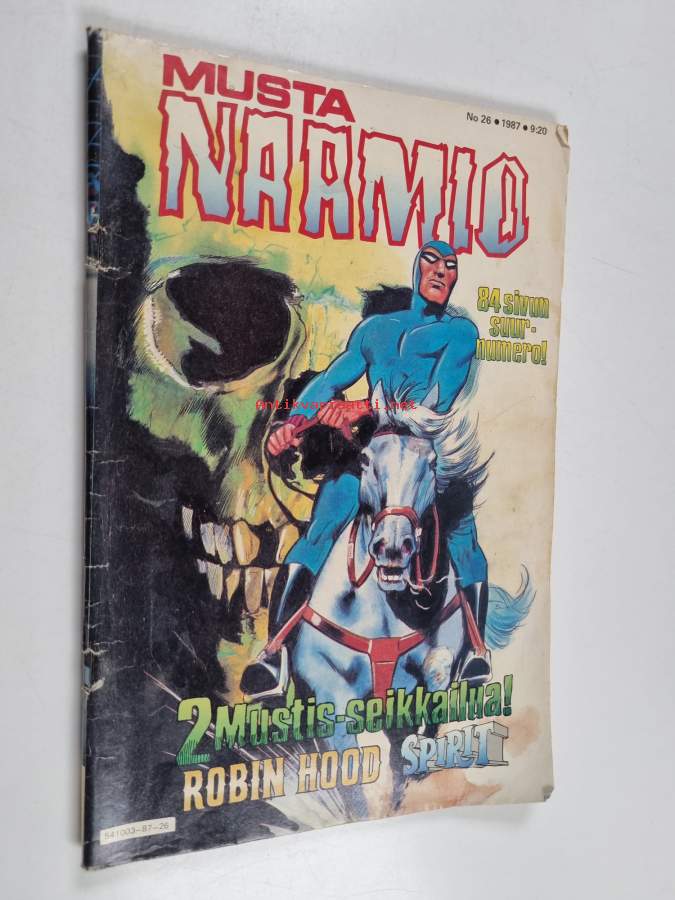 MUSTA
NAAMIO
No 26 • 1987 • 9:20
84 sivun
suur-
numero!
antikvariaatti.net
2 Mustis-seikkailua!
ROBIN HOOD SPIRIT
541003-87-26